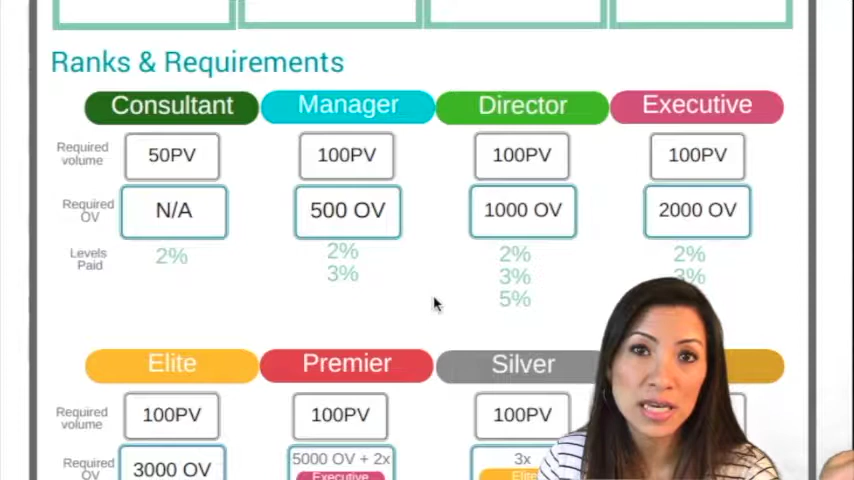 Ranks & Requirements
Consultant Manager Director Executive
Required
volume
50PV 100PV 100PV 100PV
Required
OV
N/A 500 OV 1000 OV 2000 OV
Levels
Paid
2% 2% 2% 2%
3% 3% 3%
5%
Elite Premier Silver
Required
volume
100PV 100PV 100PV
Required
OV
3000 OV 5000 OV + 2x 3x
Executive Elite